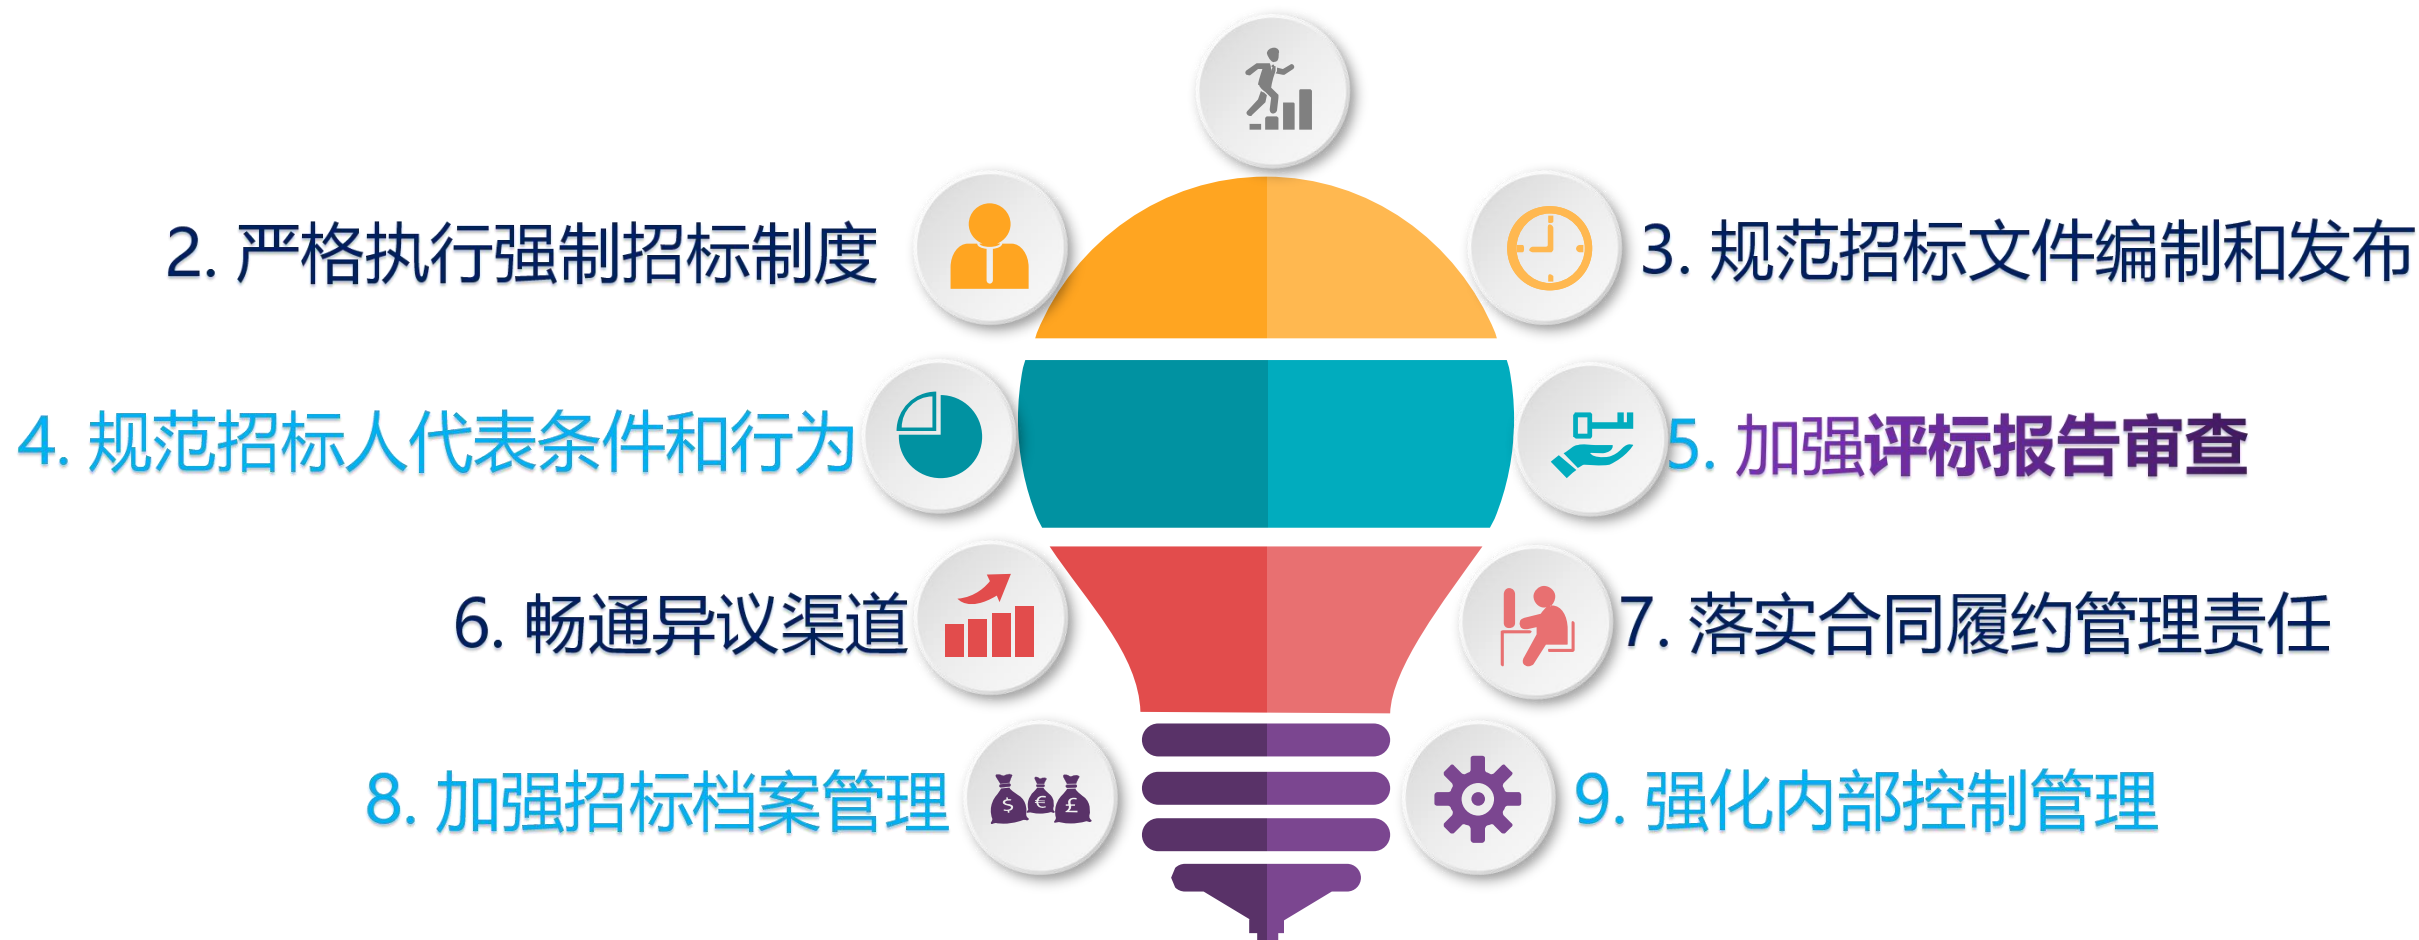 2. 严格执行强制招标制度
3. 规范招标文件编制和发布
4. 规范招标人代表条件和行为
5. 加强评标报告审查
6. 畅通异议渠道
7. 落实合同履约管理责任
8. 加强招标档案管理
$ € £
9. 强化内部控制管理